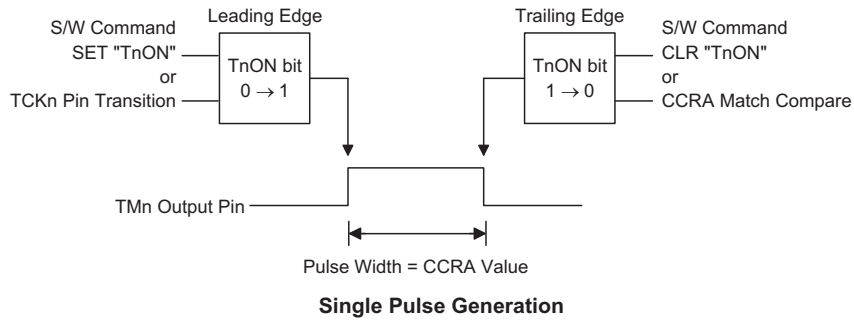 Leading Edge
S/W Command
SET "TnON"
or
TCKn Pin Transition
TnON bit
0 → 1
Trailing Edge
TnON bit
1 → 0
S/W Command
CLR "TnON"
or
CCRA Match Compare
TMn Output Pin
Pulse Width = CCRA Value
Single Pulse Generation